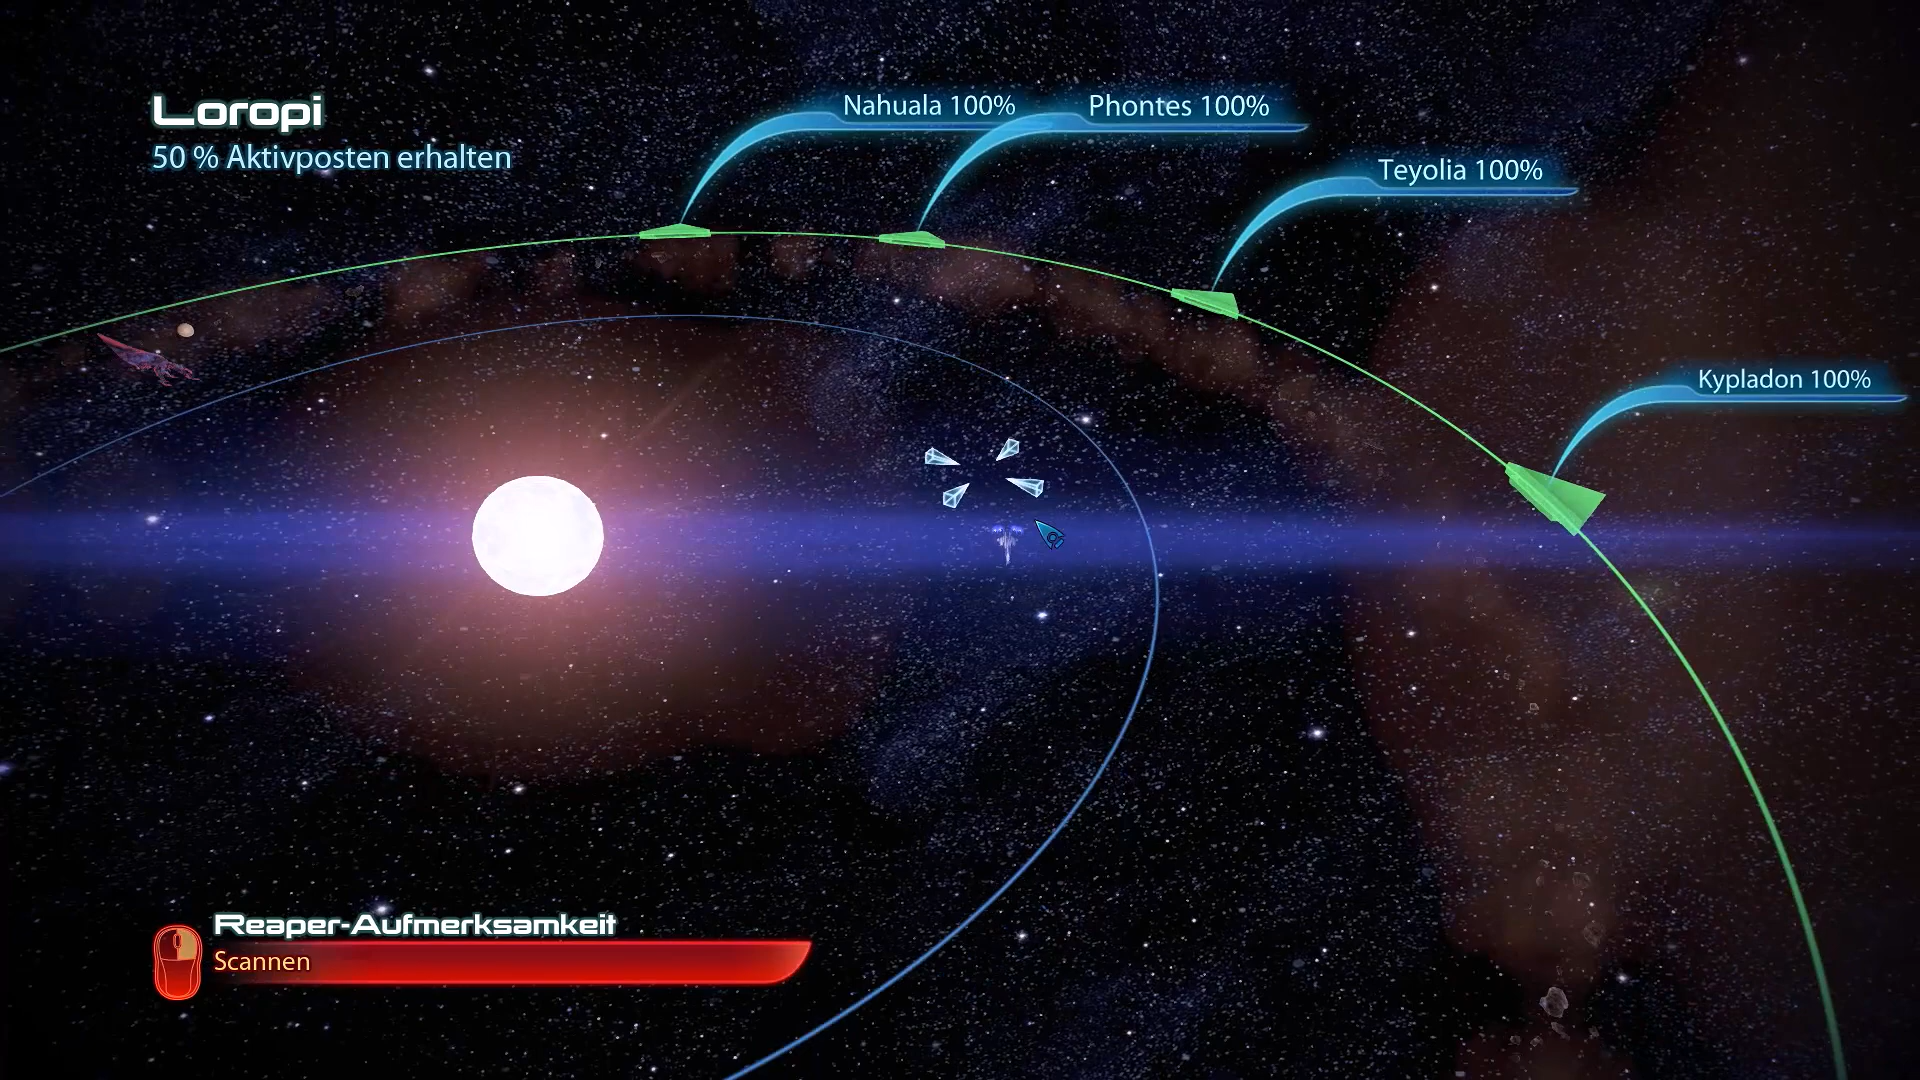 Loropi
50 % Aktivposten erhalten
Nahuala 100%
Phontes 100%
Teyolia 100%
Kypladon 100%
Reaper-Aufmerksamkeit
Scannen